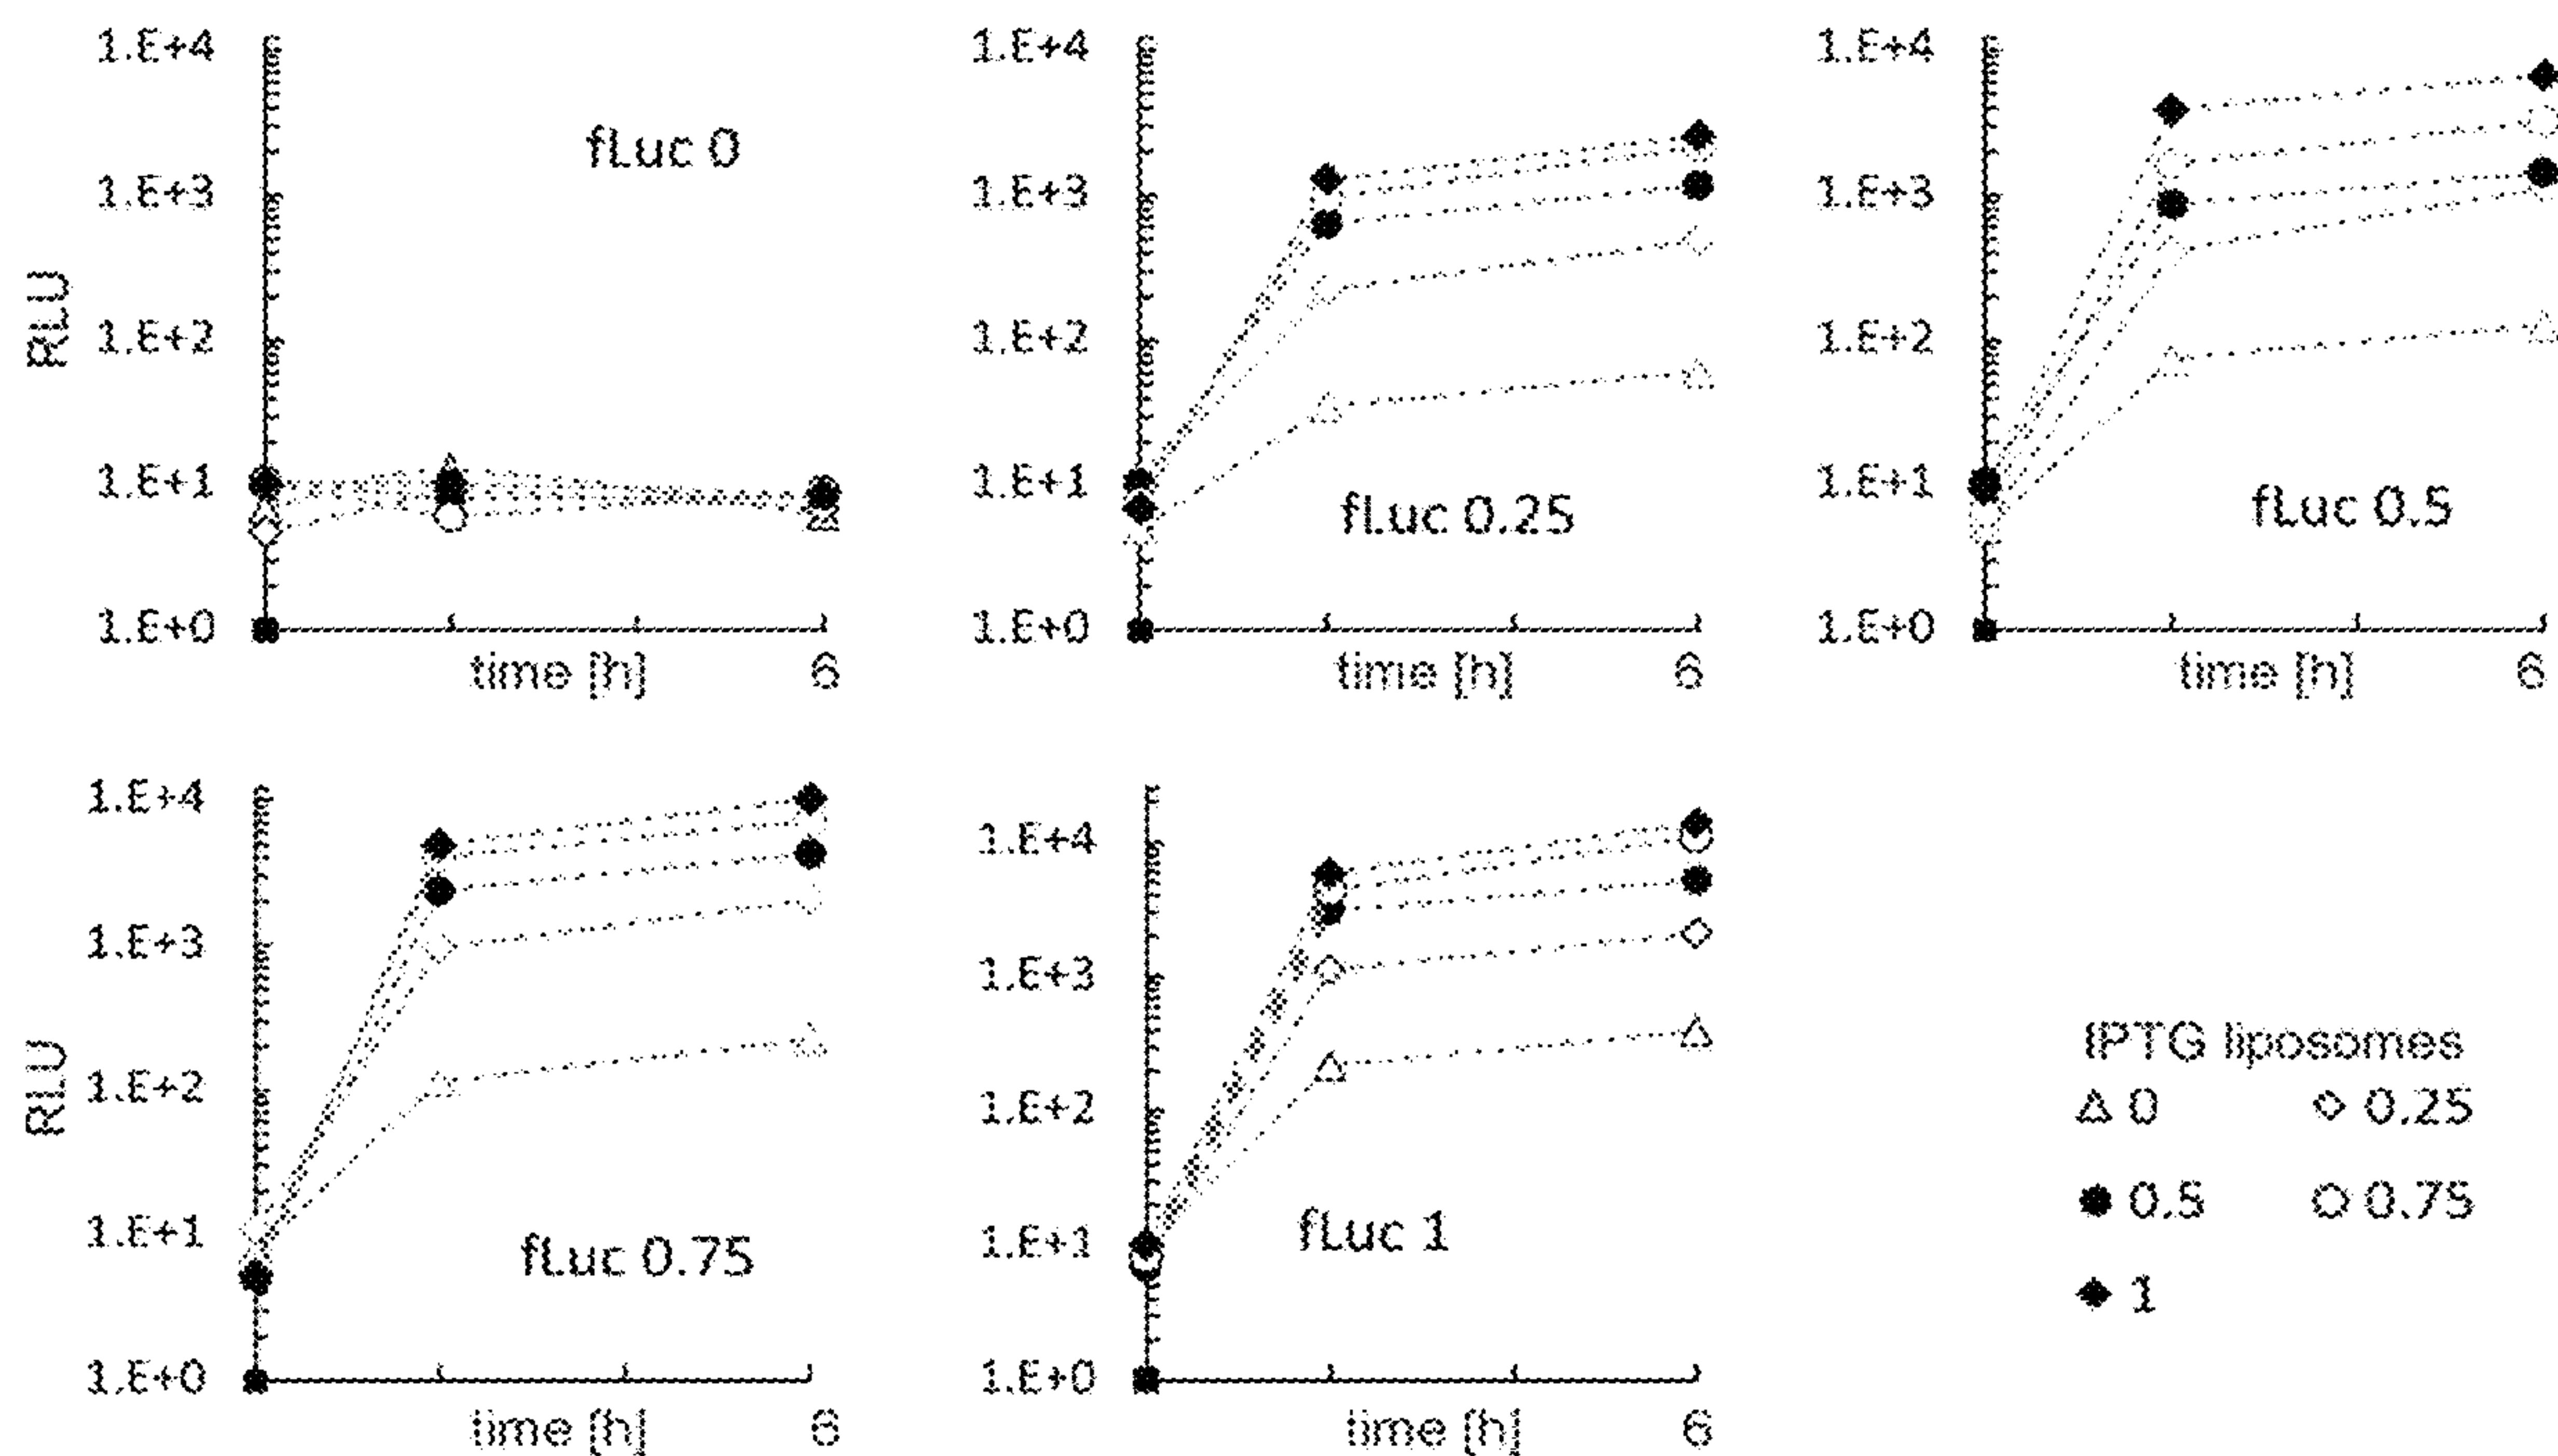 1.E+4
1.E+3
1.E+2
1.E+1
1.E+0
RLU
fLuc 0
time [h]
6
1.E+4
1.E+3
1.E+2
1.E+1
1.E+0
fLuc 0.25
time [h]
6
1.E+4
1.E+3
1.E+2
1.E+1
1.E+0
fLuc 0.5
time [h]
6
1.E+4
1.E+3
1.E+2
1.E+1
1.E+0
RLU
fLuc 0.75
time [h]
6
1.E+4
1.E+3
1.E+2
1.E+1
1.E+0
fLuc 1
time [h]
6
IPTG liposomes
0 0.25
0.5 0.75
1